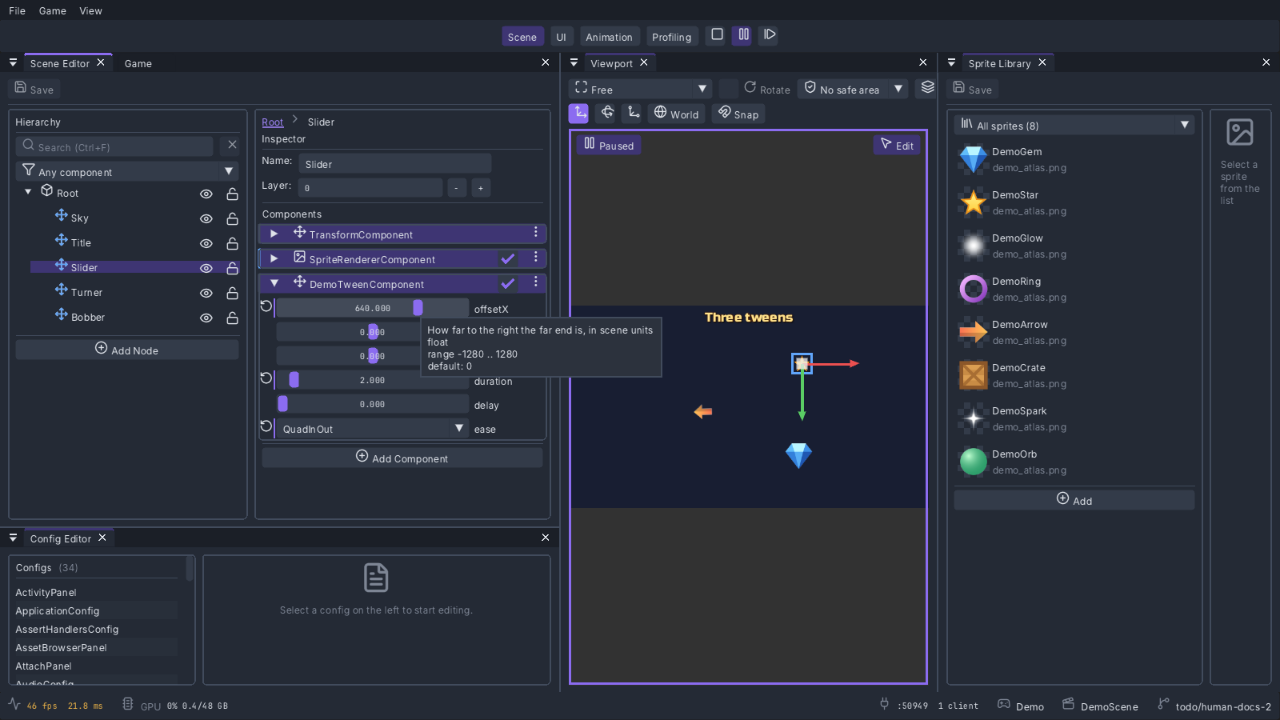 File Game View
Scene UI Animation Profiling
Scene Editor Game
Save
Hierarchy
Search (Ctrl+F)
Any component
Root
Sky
Title
Slider
Turner
Bobber
Add Node
Root > Slider
Inspector
Name: Slider
Layer: 0 - +
Components
TransformComponent
SpriteRendererComponent
DemoTweenComponent
640.000 offsetX
0.000
0.000
2.000 duration
0.000 delay
QuadInOut ease
How far to the right the far end is, in scene units
float
range -1280 .. 1280
default: 0
Add Component
Config Editor
Configs (34)
ActivityPanel
ApplicationConfig
AssertHandlersConfig
AssetBrowserPanel
AttachPanel
AudioConfig
Select a config on the left to start editing.
Viewport
Free Rotate No safe area
World Snap
Paused Edit
Three tweens
Sprite Library
Save
All sprites (8)
DemoGem
demo_atlas.png
DemoStar
demo_atlas.png
DemoGlow
demo_atlas.png
DemoRing
demo_atlas.png
DemoArrow
demo_atlas.png
DemoCrate
demo_atlas.png
DemoSpark
demo_atlas.png
DemoOrb
demo_atlas.png
Add
Select a
sprite
from the
list
46 fps 21.8 ms GPU 0% 0.4/48 GB :50949 1 client Demo DemoScene todo/human-docs-2